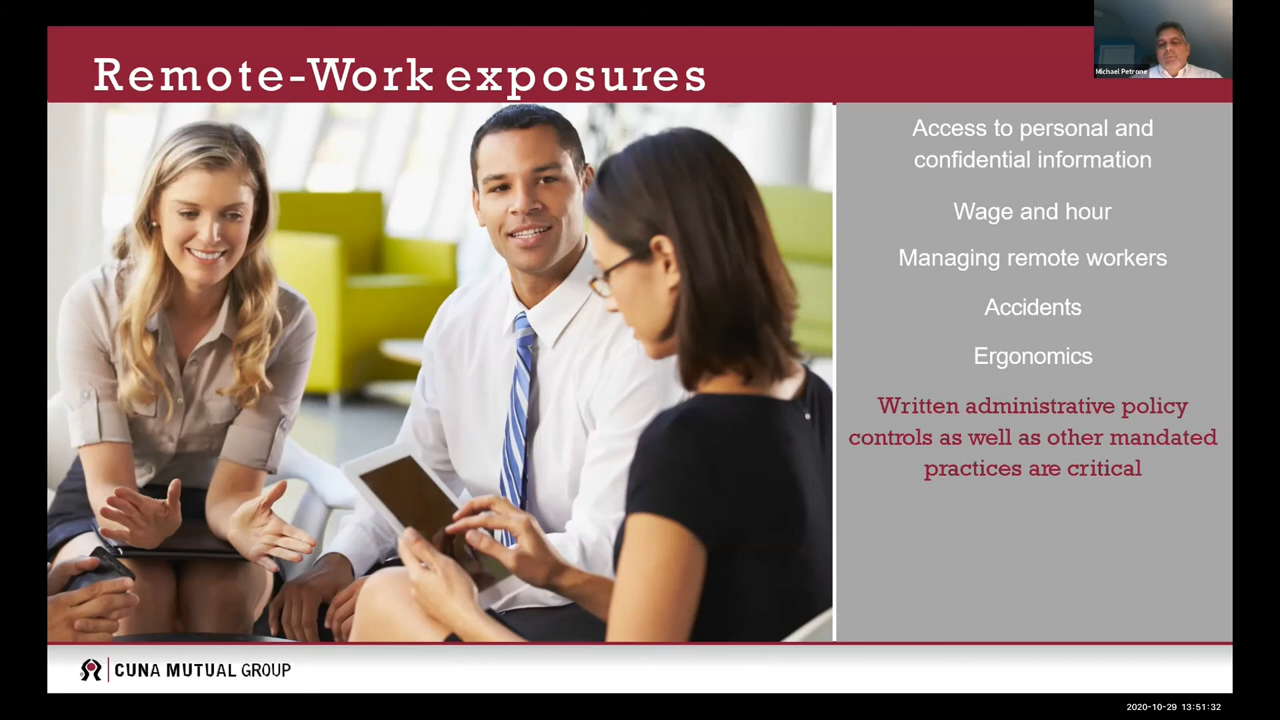 Remote-Work exposures
Michael Petrone
Access to personal and
confidential information
Wage and hour
Managing remote workers
Accidents
Ergonomics
Written administrative policy
controls as well as other mandated
practices are critical
CUNA MUTUAL GROUP
2020-10-29 13:51:32